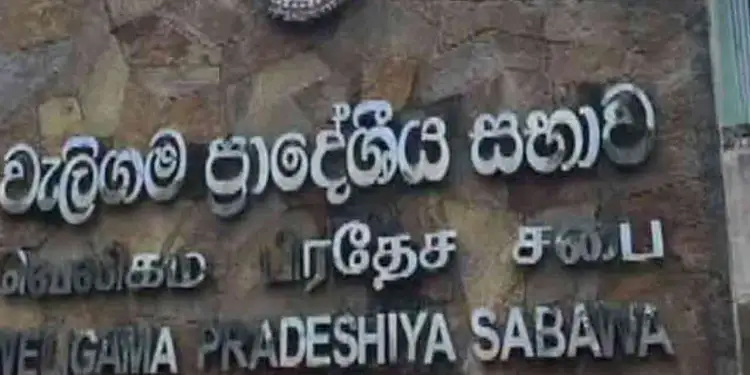 වැලිගම ප්‍රාදේශීය සභාව
வெலிகம பிரதேச சபை
WELIGAMA PRADESHIYA SABAWA